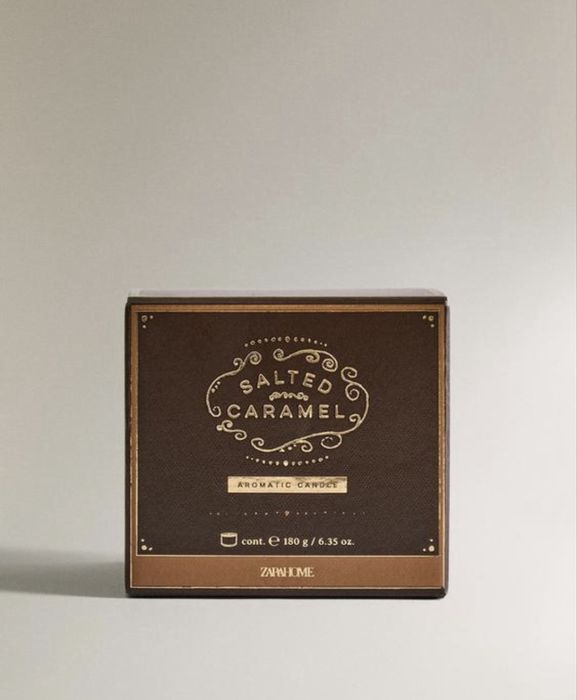 SALTED
CARAMEL
AROMATIC CANDLE
cont. ℮ 180 g / 6.35 oz.
ZARAHOME